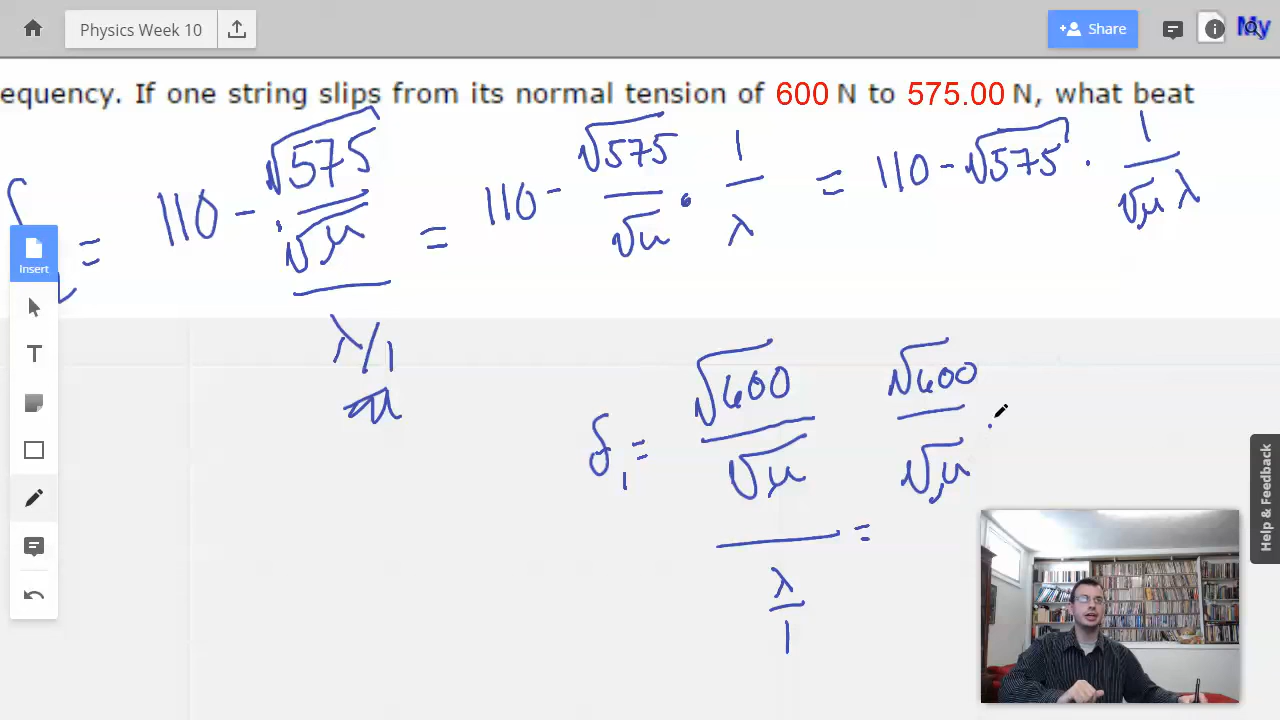 Physics Week 10
Share
My
equency. If one string slips from its normal tension of 600 N to 575.00 N, what beat
= 110 - √575/√μ / λ/1 = 110 - √575/√μ · 1/λ = 110 - √575 · 1/√μ λ
Insert
T
f₁ = √600/√μ / λ/1 = √600/√μ ·
Help & Feedback